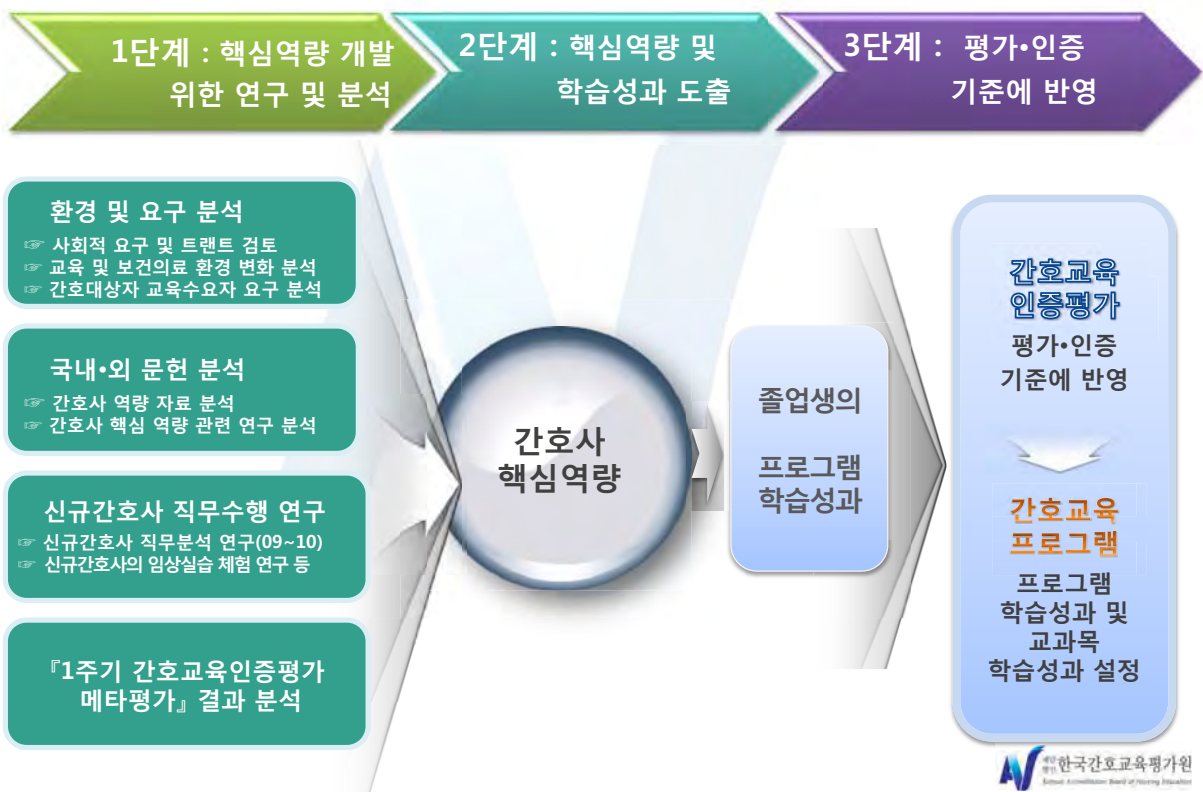 1단계 : 핵심역량 개발
위한 연구 및 분석
2단계 : 핵심역량 및
학습성과 도출
3단계 : 평가•인증
기준에 반영
환경 및 요구 분석
☞ 사회적 요구 및 트랜트 검토
☞ 교육 및 보건의료 환경 변화 분석
☞ 간호대상자 교육수요자 요구 분석
국내•외 문헌 분석
☞ 간호사 역량 자료 분석
☞ 간호사 핵심 역량 관련 연구 분석
신규간호사 직무수행 연구
☞ 신규간호사 직무분석 연구(09~10)
☞ 신규간호사의 임상실습 체험 연구 등
『1주기 간호교육인증평가
메타평가』 결과 분석
간호사
핵심역량
졸업생의
프로그램
학습성과
간호교육
인증평가
평가•인증
기준에 반영
간호교육
프로그램
프로그램
학습성과 및
교과목
학습성과 설정
재단법인 한국간호교육평가원
Korean Accreditation Board of Nursing Education